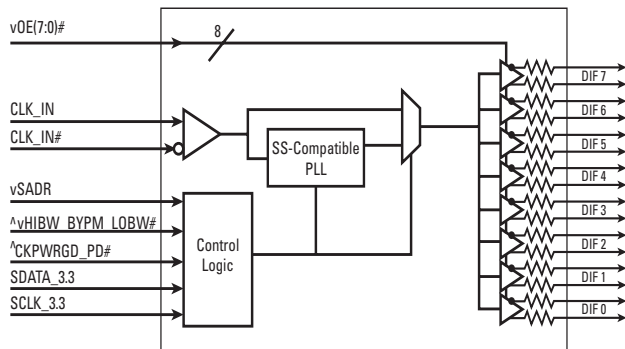 vOE(7:0)#
8
DIF 7
CLK_IN
DIF 6
CLK_IN#
DIF 5
SS-Compatible
PLL
DIF 4
vSADR
DIF 3
^vHIBW_BYPM_LOBW#
Control
Logic
DIF 2
^CKPWRGD_PD#
SDATA_3.3
DIF 1
SCLK_3.3
DIF 0